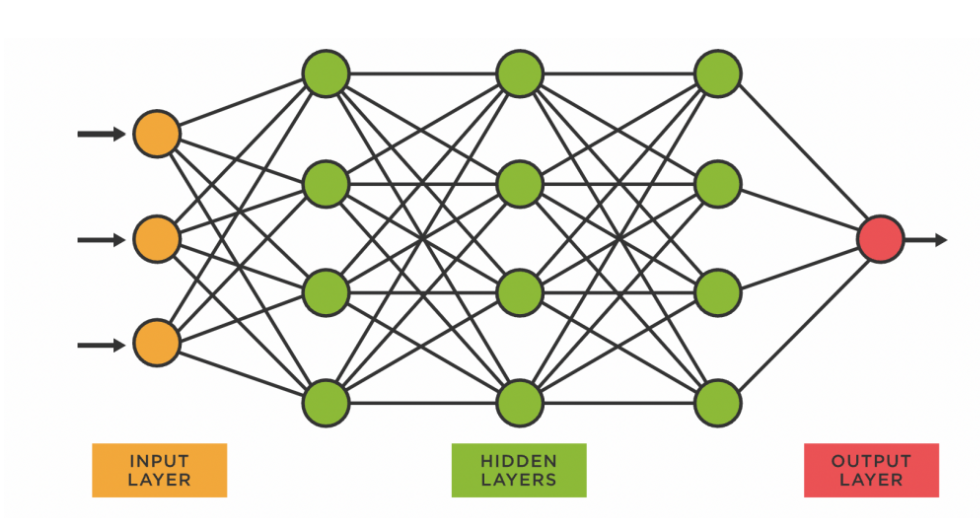 INPUT
LAYER
HIDDEN
LAYERS
OUTPUT
LAYER